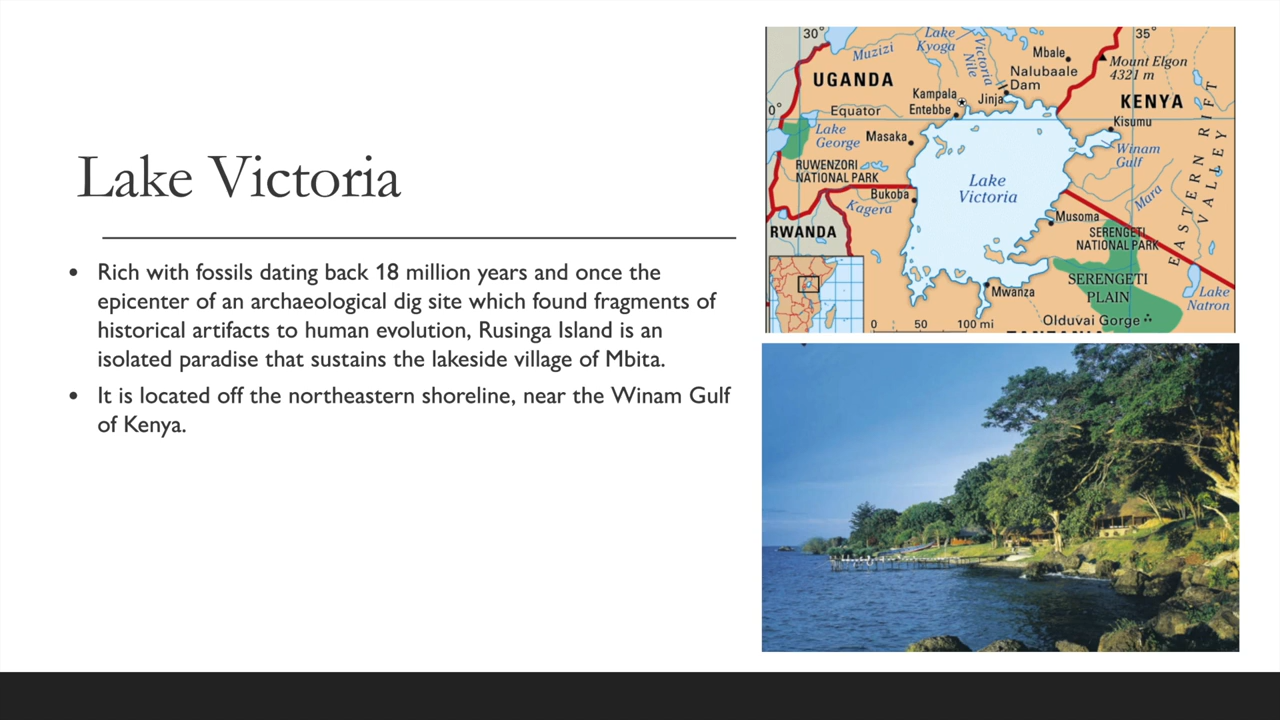 Lake Victoria
• Rich with fossils dating back 18 million years and once the
epicenter of an archaeological dig site which found fragments of
historical artifacts to human evolution, Rusinga Island is an
isolated paradise that sustains the lakeside village of Mbita.
• It is located off the northeastern shoreline, near the Winam Gulf
of Kenya.
30°
Lake
Kyoga
35°
Muzizi
Victoria
Nile
Mbale
Mount Elgon
4321 m
UGANDA
Nalubaale
Dam
Kampala
Jinja
KENYA
0°
Equator
Entebbe
Kisumu
Lake
George
Masaka
Winam
Gulf
EASTERN RIFT
VALLEY
RUWENZORI
NATIONAL PARK
Lake
Victoria
Bukoba
Kagera
Mara
Musoma
RWANDA
SERENGETI
NATIONAL PARK
SERENGETI
PLAIN
Mwanza
Lake
Natron
Olduvai Gorge
0 50 100 mi
TANZANIA